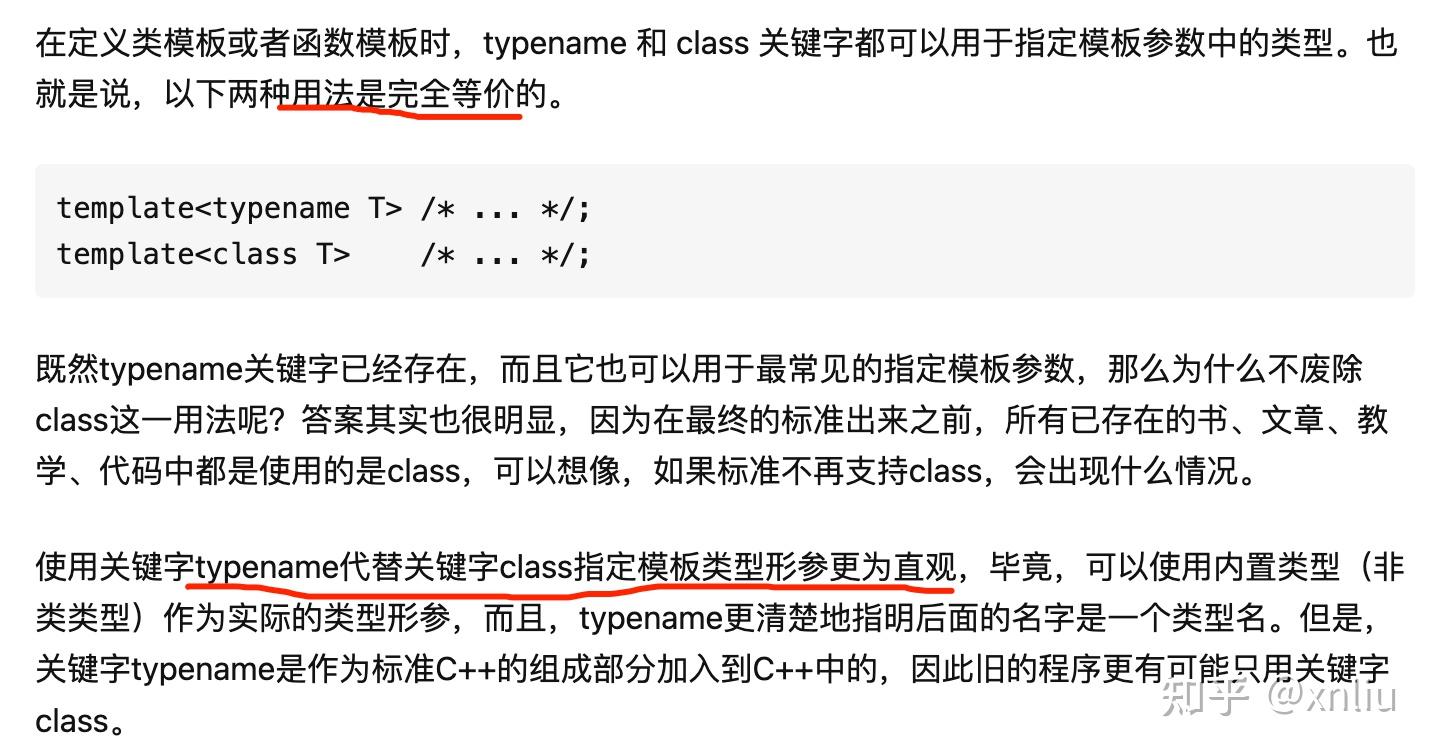 在定义类模板或者函数模板时，typename 和 class 关键字都可以用于指定模板参数中的类型。也
就是说，以下两种用法是完全等价的。
template<typename T> /* ... */;
template<class T>    /* ... */;
既然typename关键字已经存在，而且它也可以用于最常见的指定模板参数，那么为什么不废除
class这一用法呢？答案其实也很明显，因为在最终的标准出来之前，所有已存在的书、文章、教
学、代码中都是使用的是class，可以想像，如果标准不再支持class，会出现什么情况。
使用关键字typename代替关键字class指定模板类型形参更为直观，毕竟，可以使用内置类型（非
类类型）作为实际的类型形参，而且，typename更清楚地指明后面的名字是一个类型名。但是，
关键字typename是作为标准C++的组成部分加入到C++中的，因此旧的程序更有可能只用关键字
class。
知乎 @xnliu